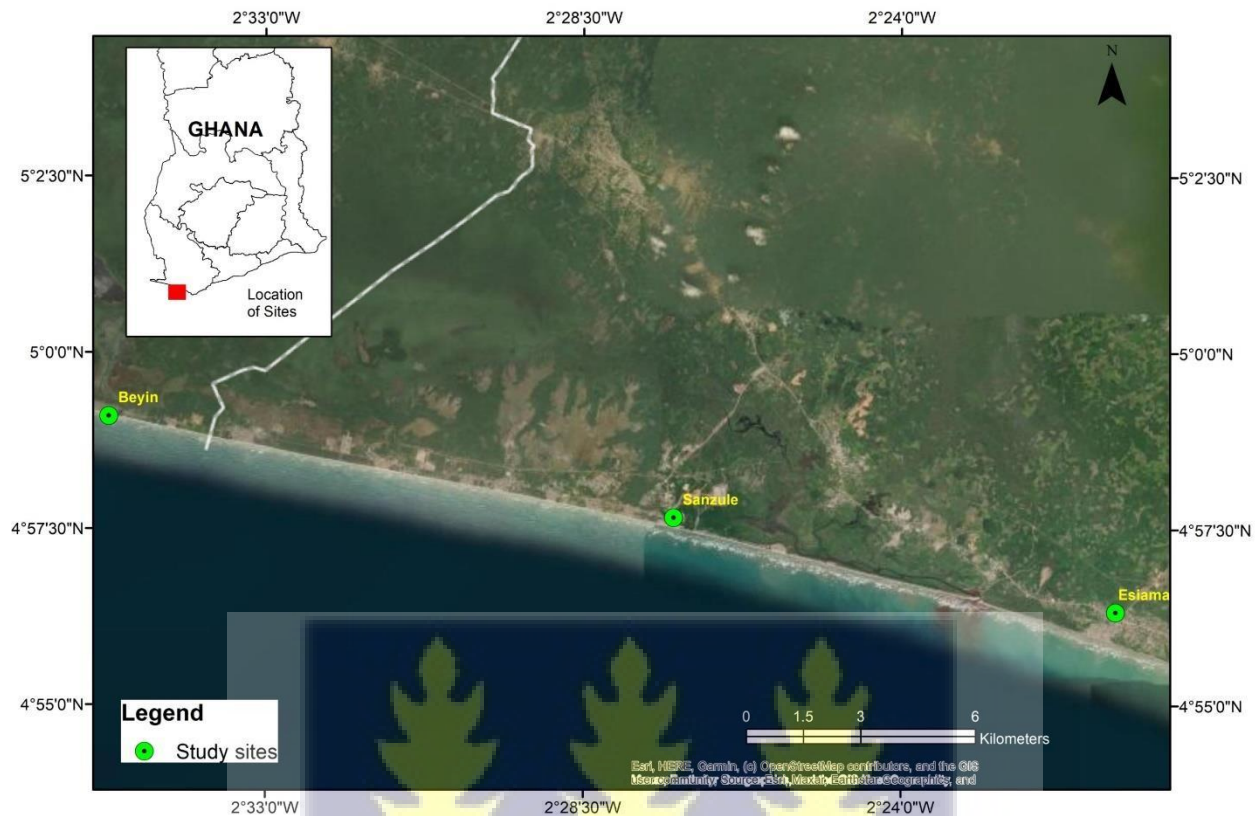 2°33'0"W 2°28'30"W 2°24'0"W
N
GHANA
5°2'30"N 5°2'30"N
Location
of Sites
5°0'0"N 5°0'0"N
Beyin
Sanzule
4°57'30"N 4°57'30"N
Esiama
4°55'0"N 4°55'0"N
Legend
Study sites
0 1.5 3 6
Kilometers
Esri, HERE, Garmin, (c) OpenStreetMap contributors, and the GIS
2°33'0"W 2°28'30"W 2°24'0"W